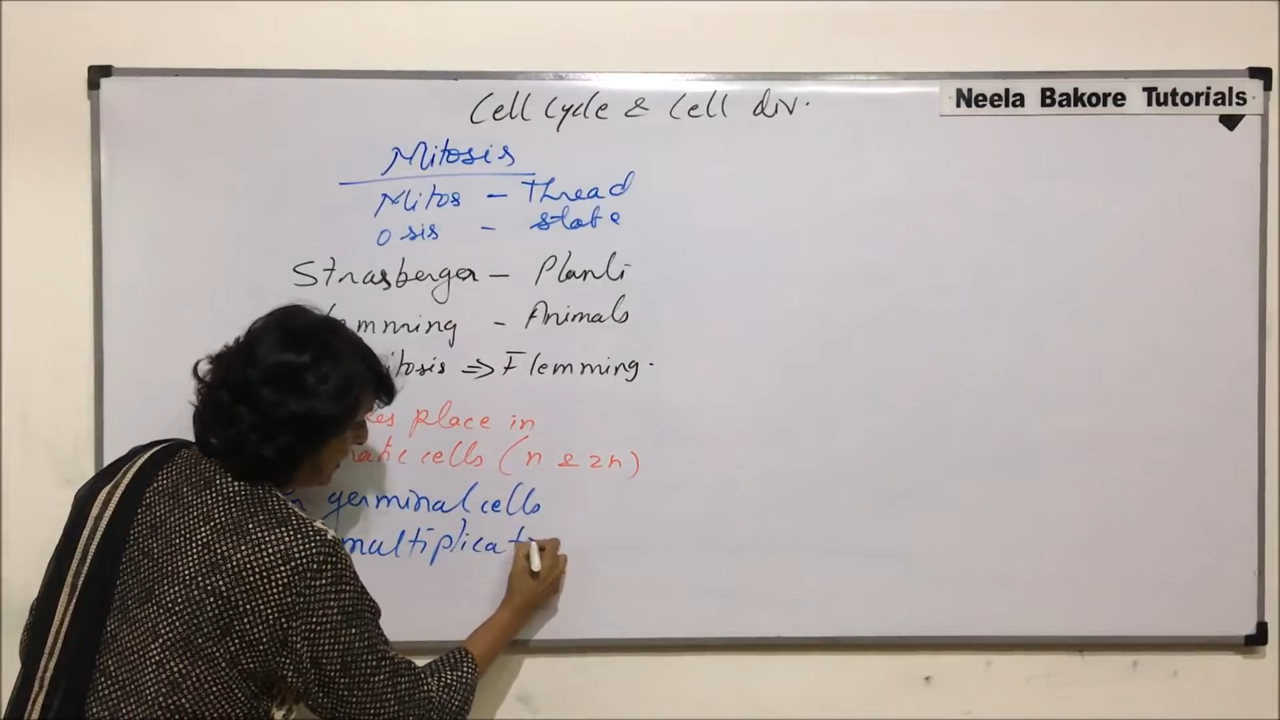 Cell cycle & Cell div.
Neela Bakore Tutorials
Mitosis
Mitos - Thread
osis - state
Strasberger - Plants
- Animals
=> Flemming.
place in
cells (n & 2n)
germinal cells